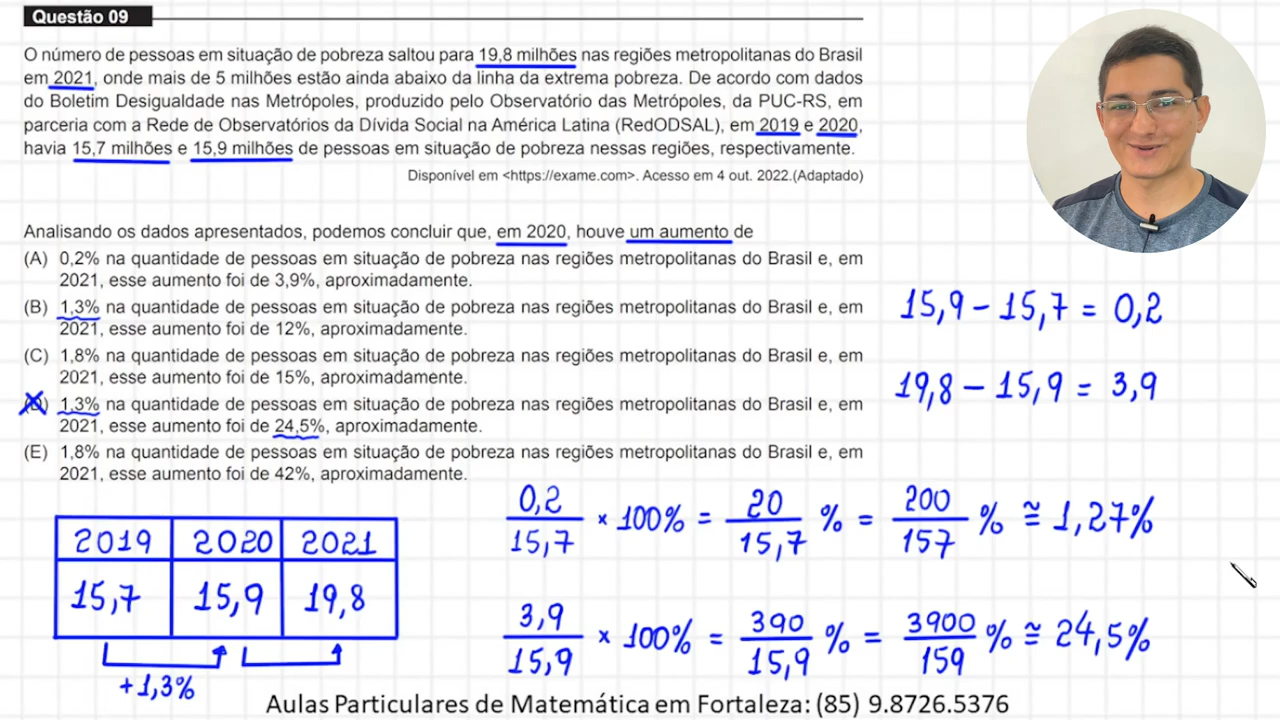 Questão 09
O número de pessoas em situação de pobreza saltou para 19,8 milhões nas regiões metropolitanas do Brasil
em 2021, onde mais de 5 milhões estão ainda abaixo da linha da extrema pobreza. De acordo com dados
do Boletim Desigualdade nas Metrópoles, produzido pelo Observatório das Metrópoles, da PUC-RS, em
parceria com a Rede de Observatórios da Dívida Social na América Latina (RedODSAL), em 2019 e 2020,
havia 15,7 milhões e 15,9 milhões de pessoas em situação de pobreza nessas regiões, respectivamente.
Disponível em <https://exame.com>. Acesso em 4 out. 2022.(Adaptado)
Analisando os dados apresentados, podemos concluir que, em 2020, houve um aumento de
(A) 0,2% na quantidade de pessoas em situação de pobreza nas regiões metropolitanas do Brasil e, em
2021, esse aumento foi de 3,9%, aproximadamente.
(B) 1,3% na quantidade de pessoas em situação de pobreza nas regiões metropolitanas do Brasil e, em
2021, esse aumento foi de 12%, aproximadamente.
(C) 1,8% na quantidade de pessoas em situação de pobreza nas regiões metropolitanas do Brasil e, em
2021, esse aumento foi de 15%, aproximadamente.
(D) 1,3% na quantidade de pessoas em situação de pobreza nas regiões metropolitanas do Brasil e, em
2021, esse aumento foi de 24,5%, aproximadamente.
(E) 1,8% na quantidade de pessoas em situação de pobreza nas regiões metropolitanas do Brasil e, em
2021, esse aumento foi de 42%, aproximadamente.
15,9 - 15,7 = 0,2
19,8 - 15,9 = 3,9
0,2/15,7 × 100% = 20/15,7 % = 200/157 % ≅ 1,27%
3,9/15,9 × 100% = 390/15,9 % = 3900/159 % ≅ 24,5%
2019 2020 2021
15,7 15,9 19,8
+1,3%
Aulas Particulares de Matemática em Fortaleza: (85) 9.8726.5376